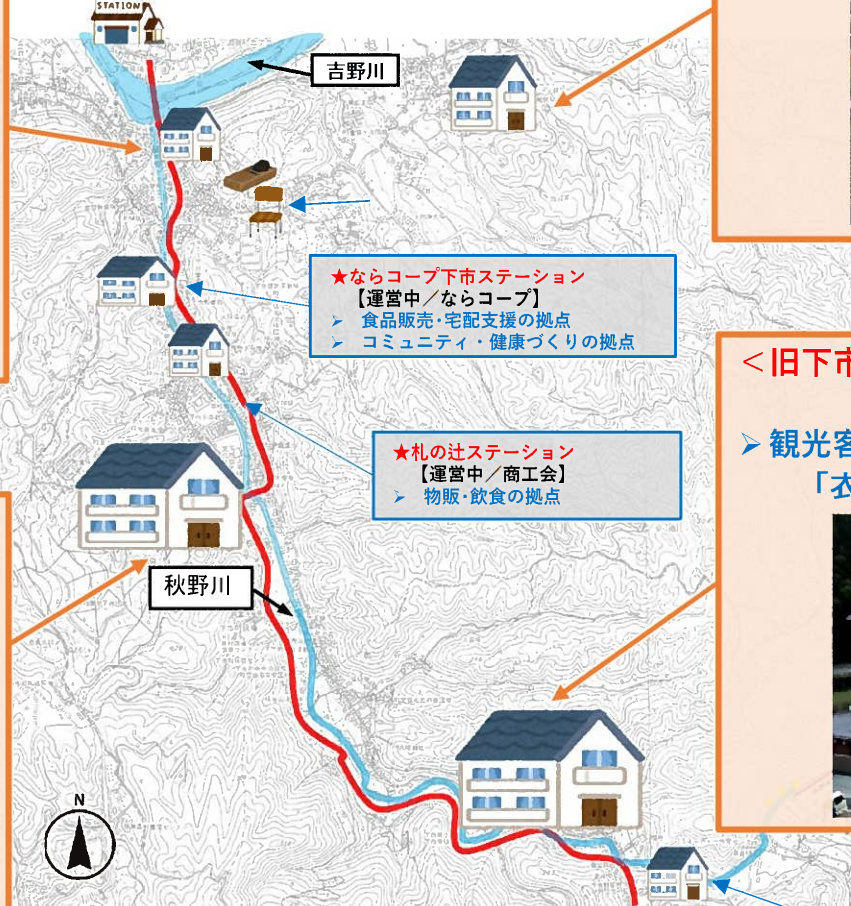 STATION
吉野川
★ならコープ下市ステーション
【運営中／ならコープ】
➢ 食品販売・宅配支援の拠点
➢ コミュニティ・健康づくりの拠点
＜旧下市
➢ 観光客
「衣
★札の辻ステーション
【運営中／商工会】
➢ 物販・飲食の拠点
秋野川
N